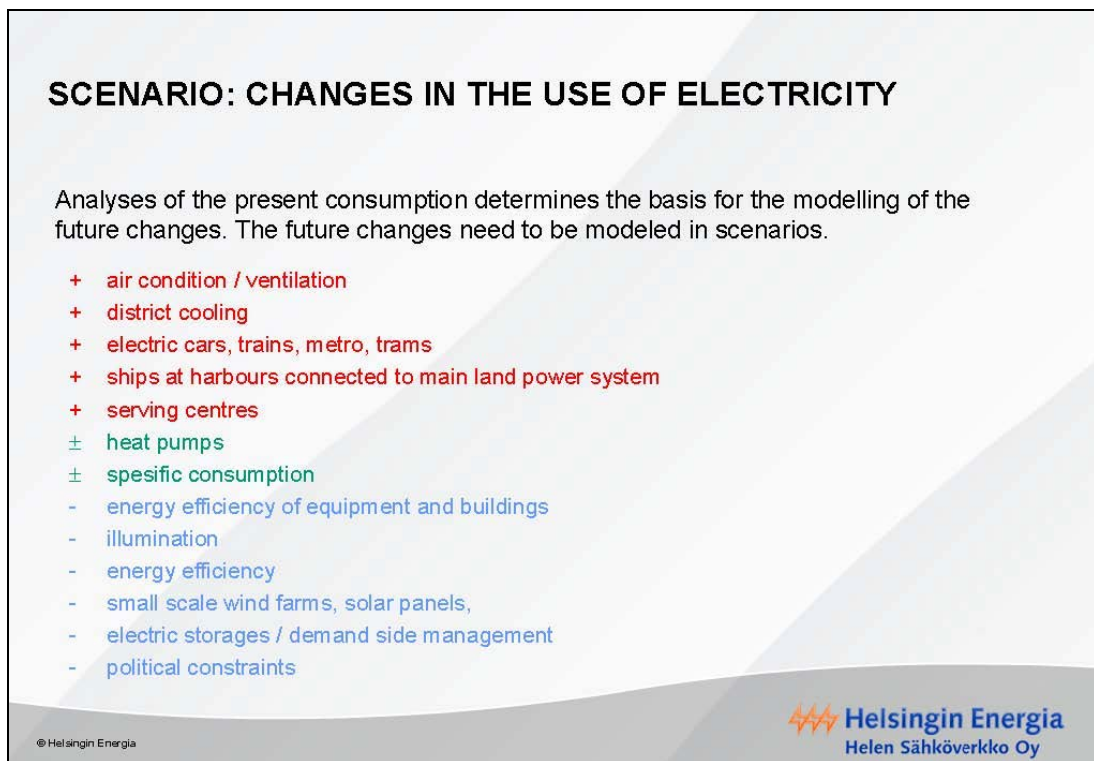 SCENARIO: CHANGES IN THE USE OF ELECTRICITY
Analyses of the present consumption determines the basis for the modelling of the
future changes. The future changes need to be modeled in scenarios.
+ air condition / ventilation
+ district cooling
+ electric cars, trains, metro, trams
+ ships at harbours connected to main land power system
+ serving centres
± heat pumps
± spesific consumption
- energy efficiency of equipment and buildings
- illumination
- energy efficiency
- small scale wind farms, solar panels,
- electric storages / demand side management
- political constraints
© Helsingin Energia
Helsingin Energia
Helen Sähköverkko Oy